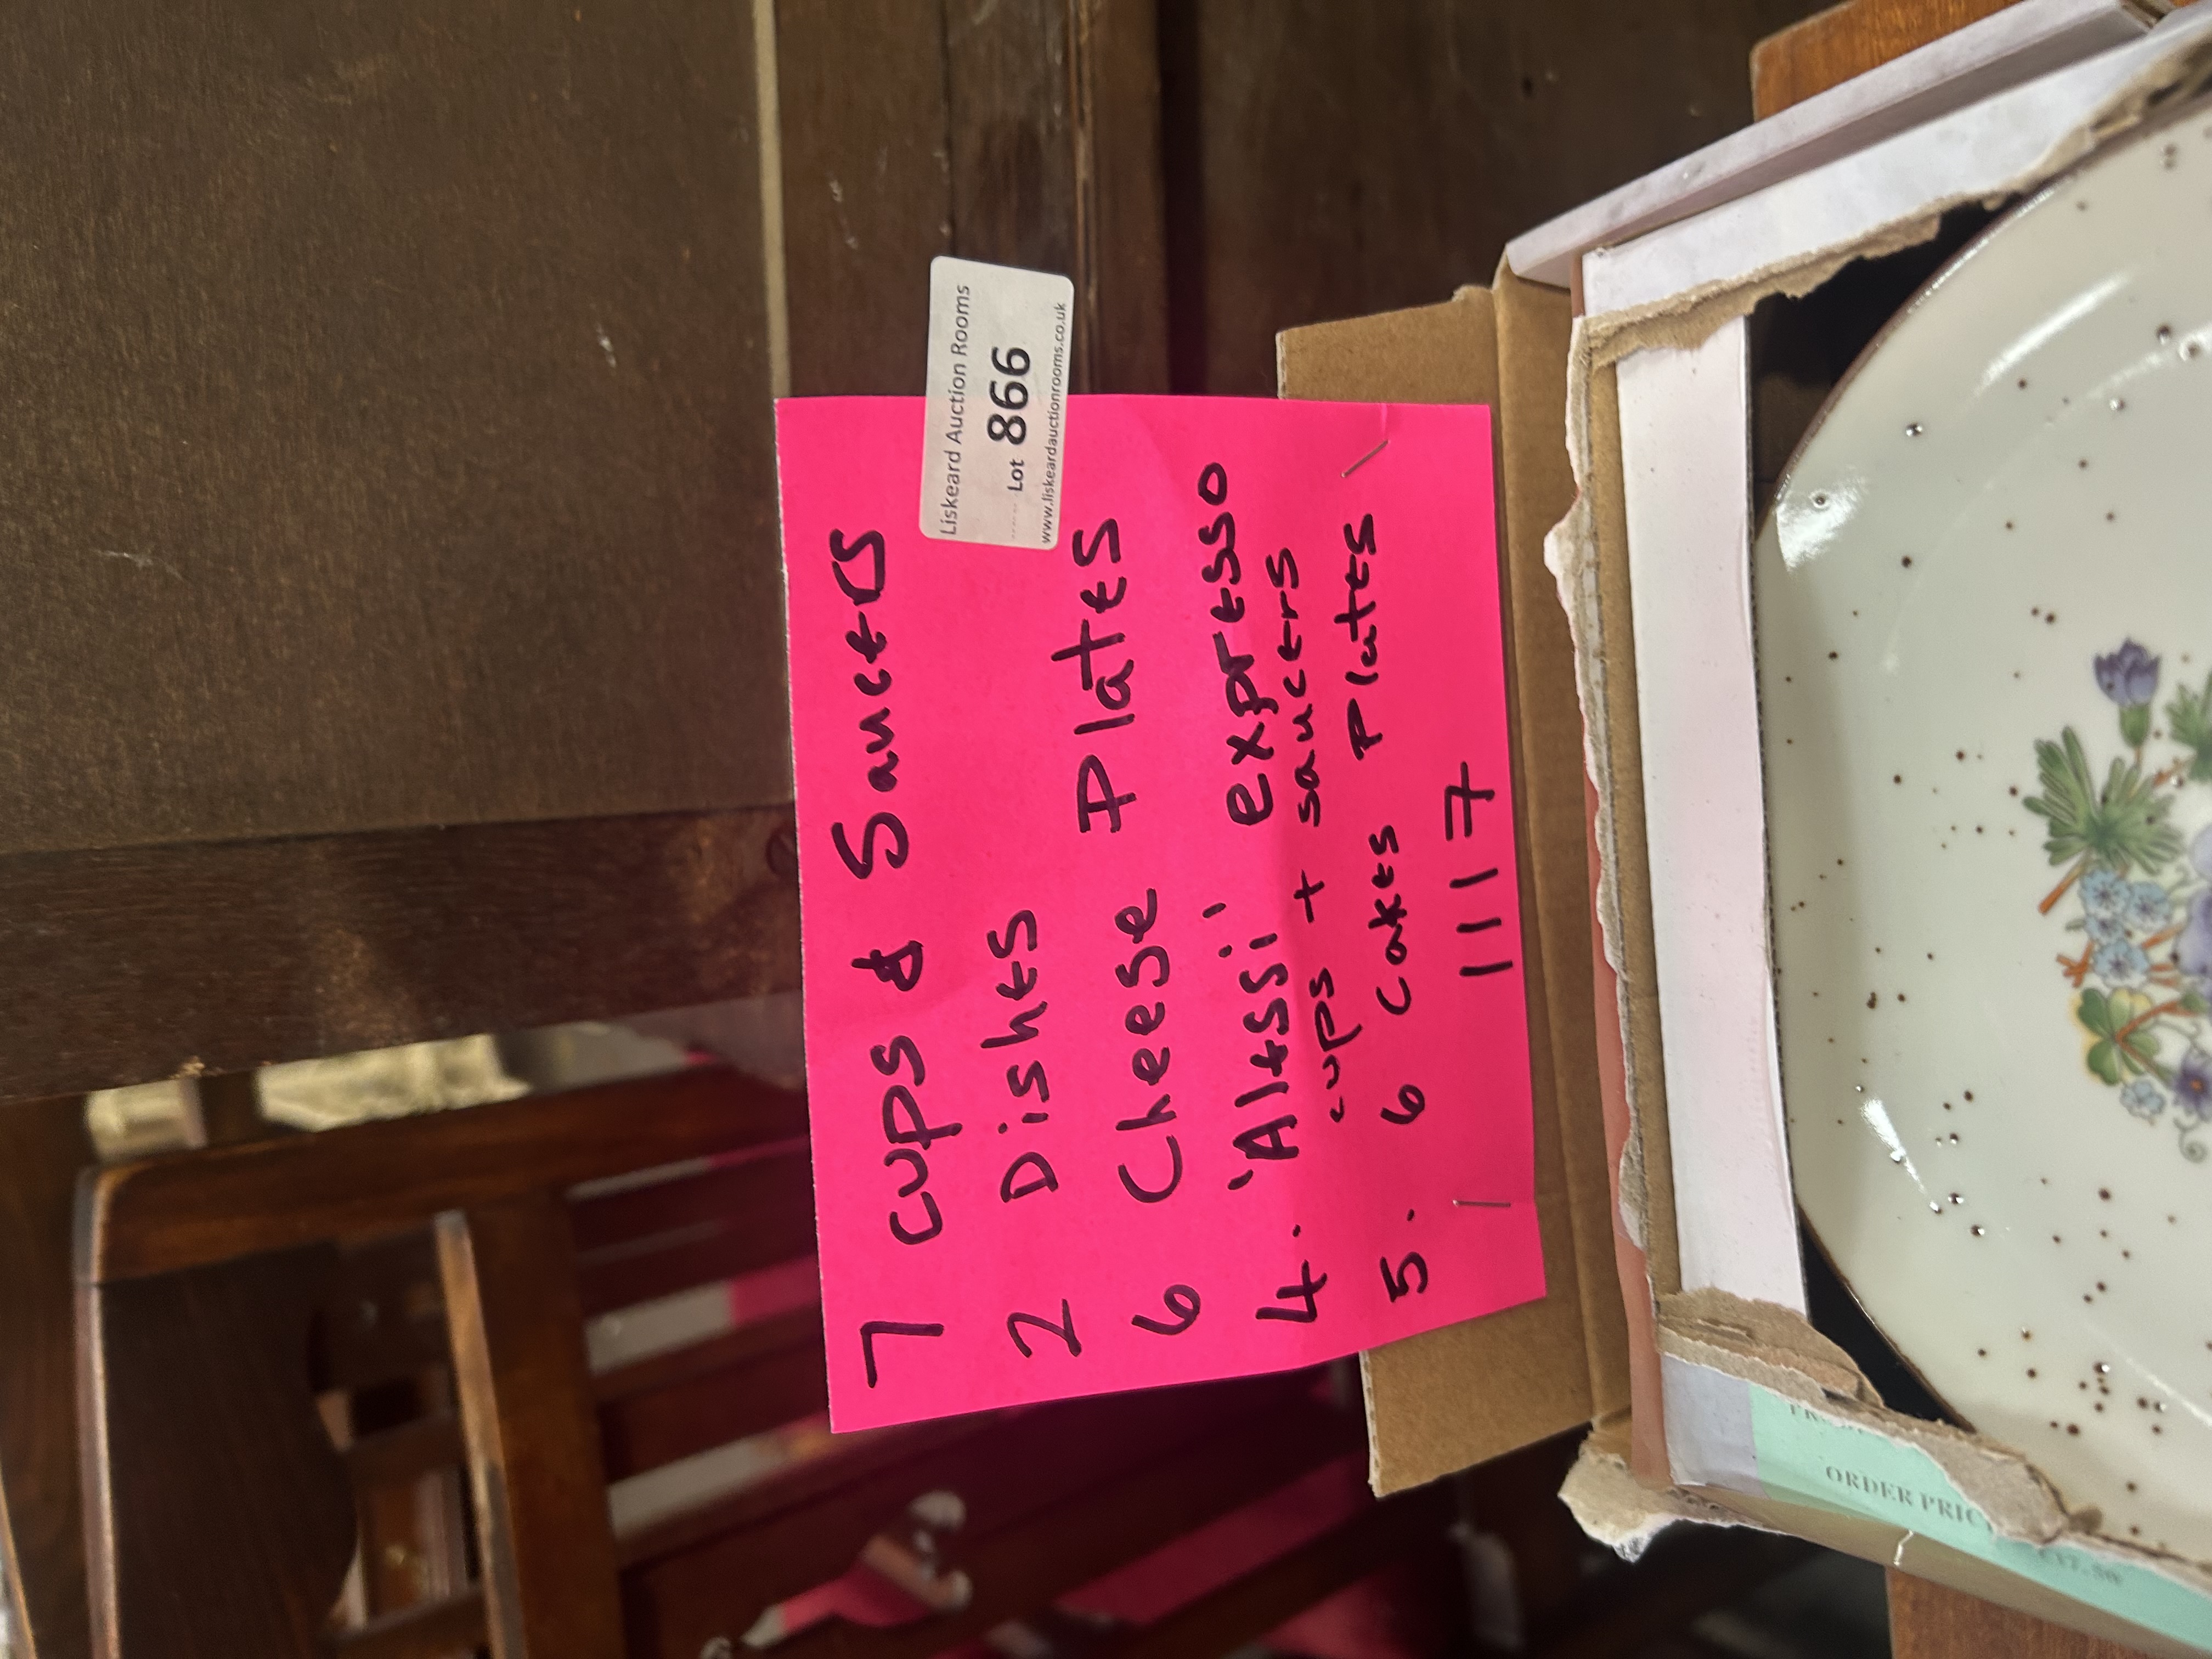 7 cups & Saucers
2 Dishes
6 Cheese Plates
4. 'Alessi' expresso
cups + saucers
5. 6 Cakes Plates
1117
Liskeard Auction Rooms
Lot 866
www.liskeardauctionrooms.co.uk
ORDER PRIC